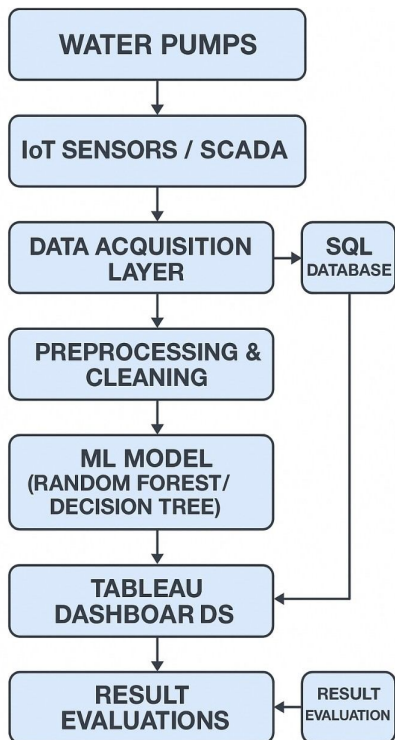 WATER PUMPS
IoT SENSORS / SCADA
DATA ACQUISITION
LAYER
SQL
DATABASE
PREPROCESSING &
CLEANING
ML MODEL
(RANDOM FOREST/
DECISION TREE)
TABLEAU
DASHBOAR DS
RESULT
EVALUATIONS
RESULT
EVALUATION